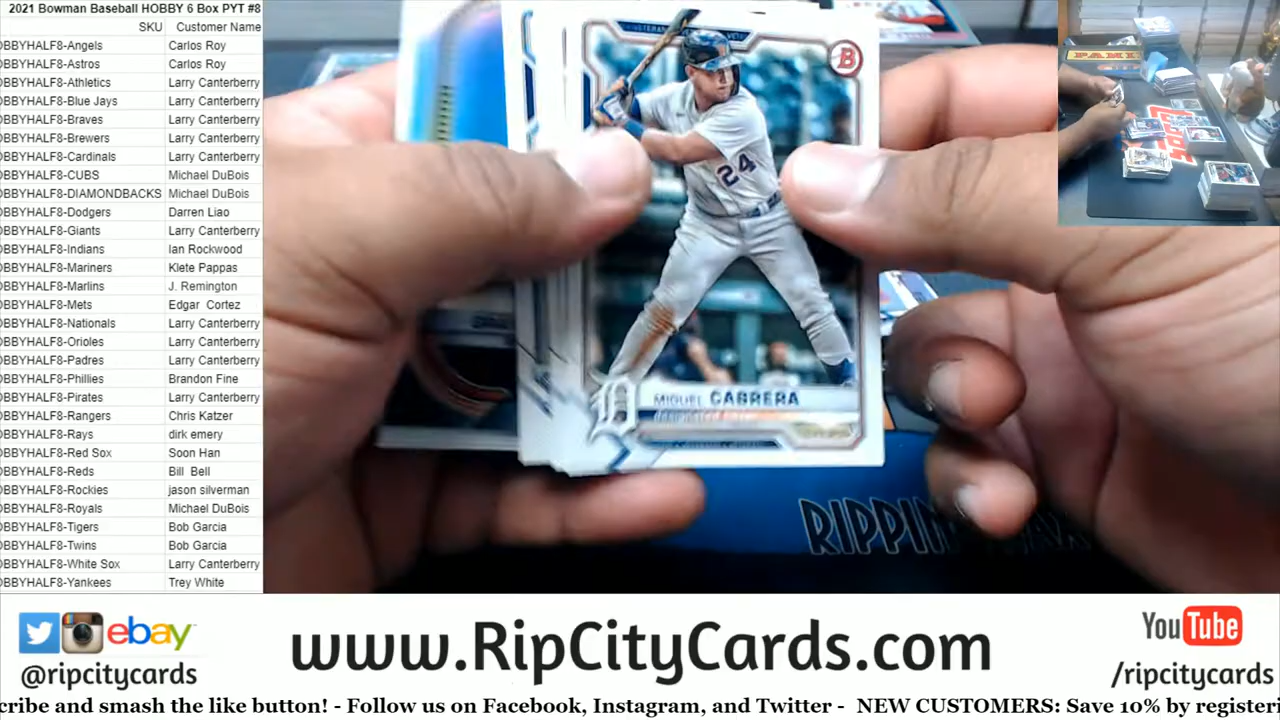 2021 Bowman Baseball HOBBY 6 Box PYT #8
SKU Customer Name
OBBYHALF8-Angels Carlos Roy
OBBYHALF8-Astros Carlos Roy
OBBYHALF8-Athletics Larry Canterberry
OBBYHALF8-Blue Jays Larry Canterberry
OBBYHALF8-Braves Larry Canterberry
OBBYHALF8-Brewers Larry Canterberry
OBBYHALF8-Cardinals Larry Canterberry
OBBYHALF8-CUBS Michael DuBois
OBBYHALF8-DIAMONDBACKS Michael DuBois
OBBYHALF8-Dodgers Darren Liao
OBBYHALF8-Giants Larry Canterberry
OBBYHALF8-Indians Ian Rockwood
OBBYHALF8-Mariners Klete Pappas
OBBYHALF8-Marlins J. Remington
OBBYHALF8-Mets Edgar Cortez
OBBYHALF8-Nationals Larry Canterberry
OBBYHALF8-Orioles Larry Canterberry
OBBYHALF8-Padres Larry Canterberry
OBBYHALF8-Phillies Brandon Fine
OBBYHALF8-Pirates Larry Canterberry
OBBYHALF8-Rangers Chris Katzer
OBBYHALF8-Rays dirk emery
OBBYHALF8-Red Sox Soon Han
OBBYHALF8-Reds Bill Bell
OBBYHALF8-Rockies jason silverman
OBBYHALF8-Royals Michael DuBois
OBBYHALF8-Tigers Bob Garcia
OBBYHALF8-Twins Bob Garcia
OBBYHALF8-White Sox Larry Canterberry
OBBYHALF8-Yankees Trey White
B
24
D
MIGUEL CABRERA
RIPPIN WAX
PANINI
ebay
@ripcitycards
www.RipCityCards.com
YouTube
/ripcitycards
cribe and smash the like button! - Follow us on Facebook, Instagram, and Twitter - NEW CUSTOMERS: Save 10% by register